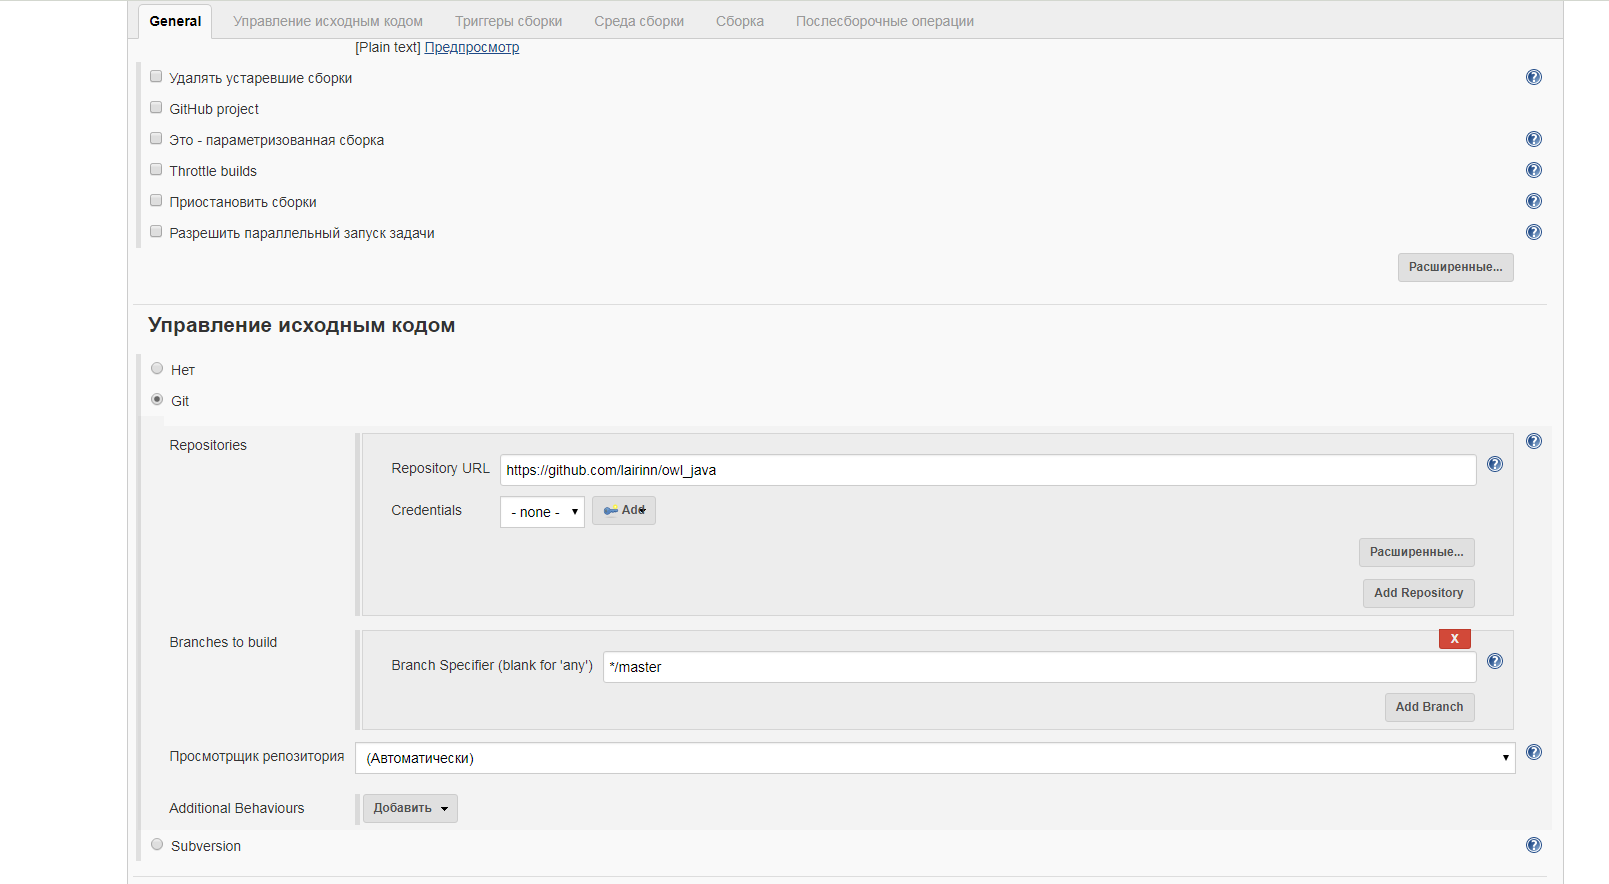 General Управление исходным кодом Триггеры сборки Среда сборки Сборка Послесборочные операции
[Plain text] Предпросмотр
Удалять устаревшие сборки
GitHub project
Это - параметризованная сборка
Throttle builds
Приостановить сборки
Разрешить параллельный запуск задачи
Расширенные...
Управление исходным кодом
Нет
Git
Repositories
Repository URL https://github.com/lairinn/owl_java
Credentials - none - Add
Расширенные...
Add Repository
Branches to build
X
Branch Specifier (blank for 'any') */master
Add Branch
Просмотрщик репозитория (Автоматически)
Additional Behaviours Добавить
Subversion